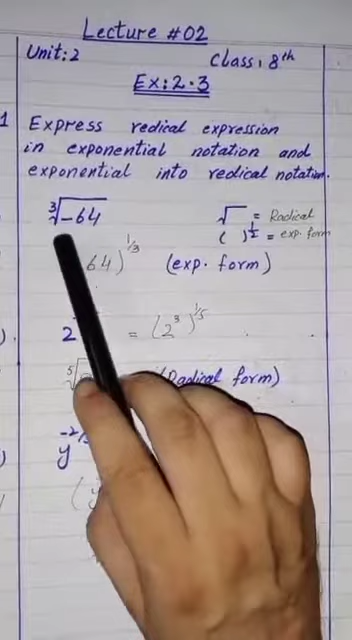 Lecture #02
Unit:2 Class: 8th
Ex: 2.3
1 Express redical expression
in exponential notation and
exponential into redical notation.
∛-64 √ = Radical
( )^1/2 = exp. form
64)^1/3 (exp. form)
2 = (2^3)^1/5
(Radical form)
y^-2/
(y